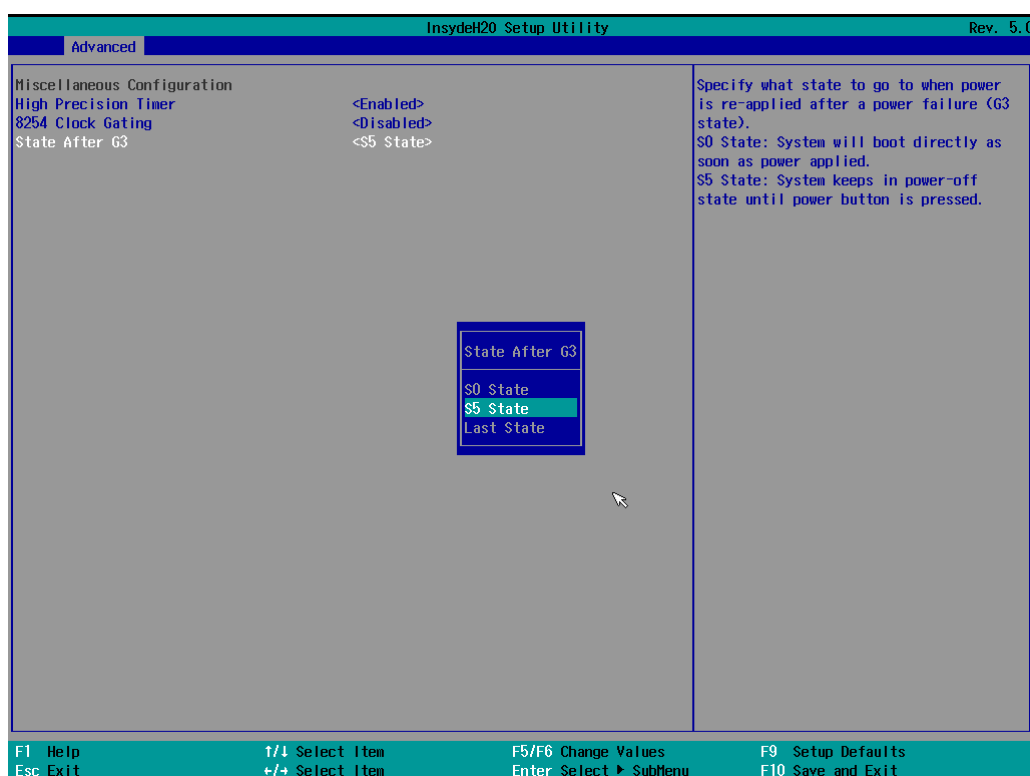 InsydeH20 Setup Utility Rev. 5.0
Advanced
Miscellaneous Configuration
High Precision Timer <Enabled>
8254 Clock Gating <Disabled>
State After G3 <S5 State>
Specify what state to go to when power
is re-applied after a power failure (G3
state).
S0 State: System will boot directly as
soon as power applied.
S5 State: System keeps in power-off
state until power button is pressed.
State After G3
S0 State
S5 State
Last State
F1 Help ↑/↓ Select Item F5/F6 Change Values F9 Setup Defaults
Esc Exit ←/→ Select Item Enter Select ▶ SubMenu F10 Save and Exit